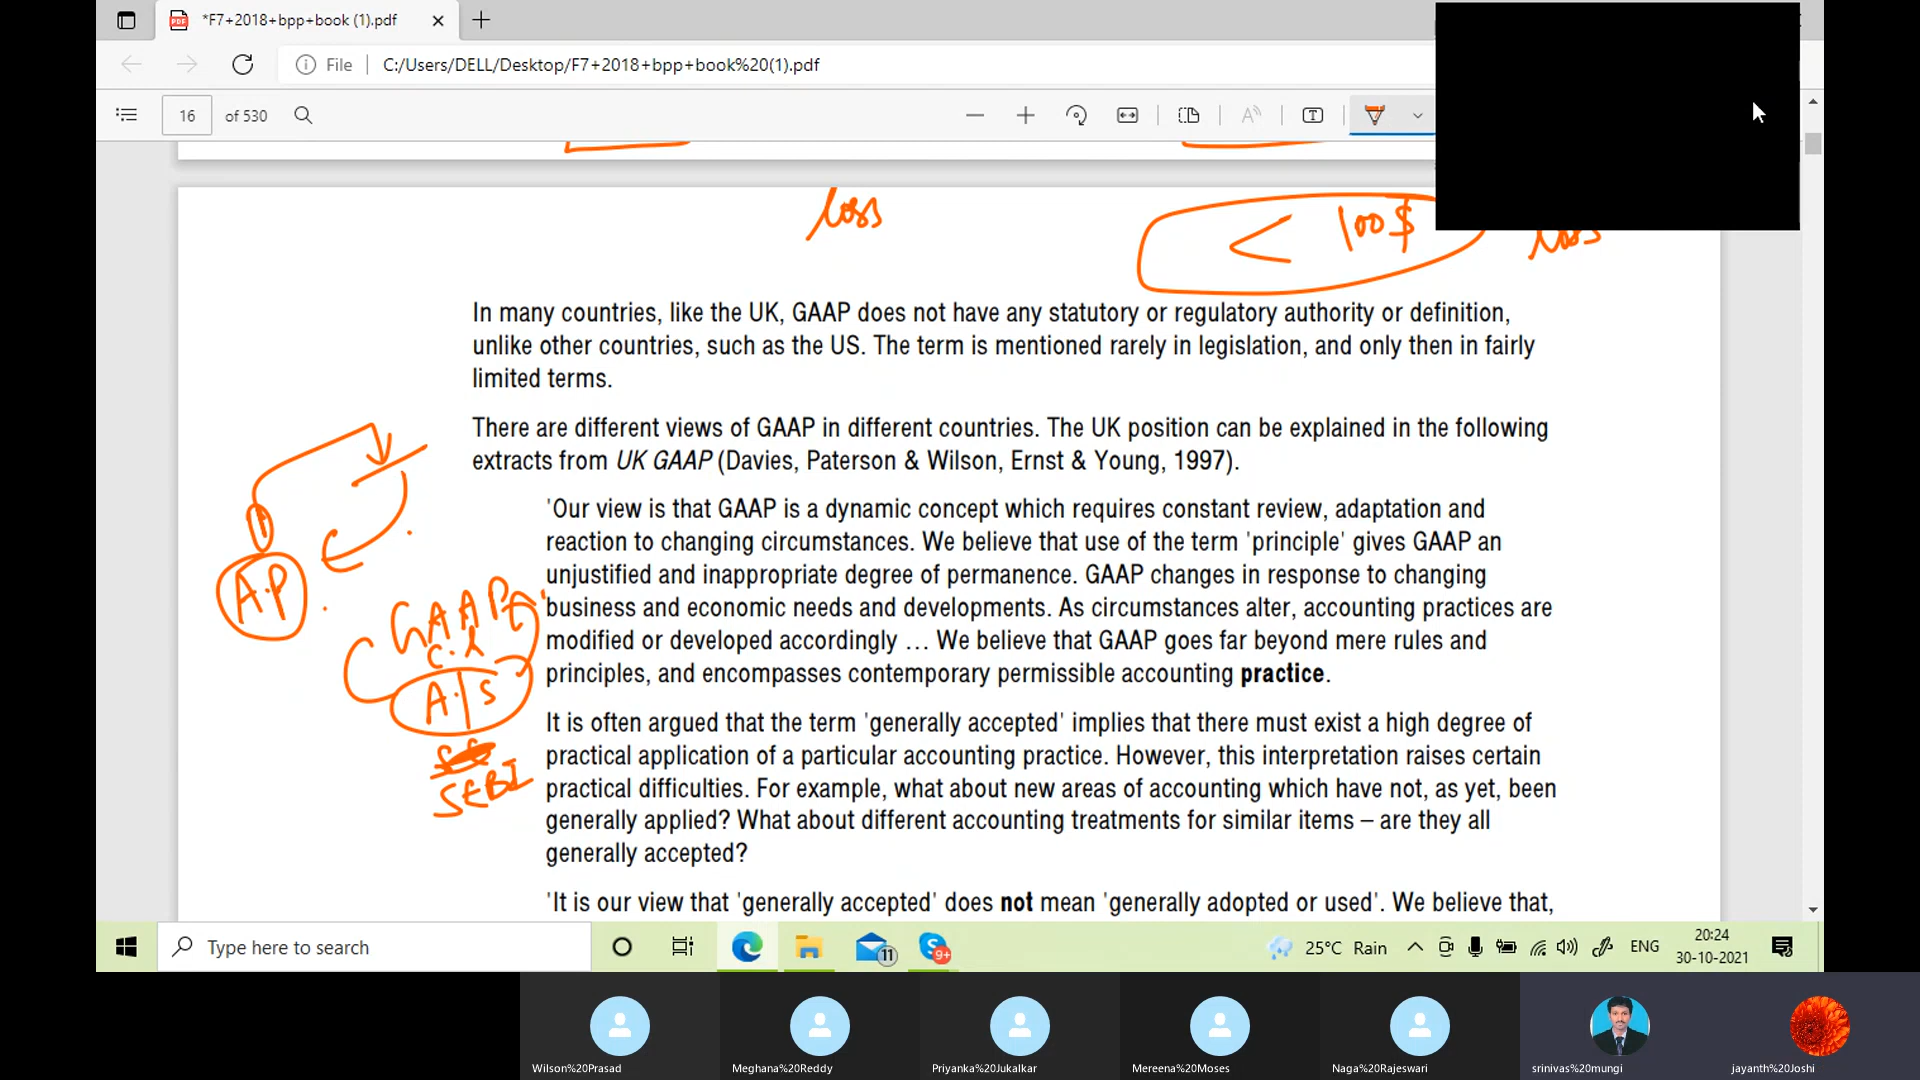 *F7+2018+bpp+book (1).pdf
File
C:/Users/DELL/Desktop/F7+2018+bpp+book%20(1).pdf
16 of 530
loss
< 100$
loss
In many countries, like the UK, GAAP does not have any statutory or regulatory authority or definition,
unlike other countries, such as the US. The term is mentioned rarely in legislation, and only then in fairly
limited terms.
There are different views of GAAP in different countries. The UK position can be explained in the following
extracts from UK GAAP (Davies, Paterson & Wilson, Ernst & Young, 1997).
'Our view is that GAAP is a dynamic concept which requires constant review, adaptation and
reaction to changing circumstances. We believe that use of the term 'principle' gives GAAP an
unjustified and inappropriate degree of permanence. GAAP changes in response to changing
business and economic needs and developments. As circumstances alter, accounting practices are
modified or developed accordingly … We believe that GAAP goes far beyond mere rules and
principles, and encompasses contemporary permissible accounting practice.
A.P
GAAP
A.S
SEBI
It is often argued that the term 'generally accepted' implies that there must exist a high degree of
practical application of a particular accounting practice. However, this interpretation raises certain
practical difficulties. For example, what about new areas of accounting which have not, as yet, been
generally applied? What about different accounting treatments for similar items – are they all
generally accepted?
'It is our view that 'generally accepted' does not mean 'generally adopted or used'. We believe that,
Type here to search
11
9+
25°C Rain
ENG
20:24
30-10-2021
Wilson%20Prasad
Meghana%20Reddy
Priyanka%20Jukalkar
Mereena%20Moses
Naga%20Rajeswari
srinivas%20mungi
jayanth%20Joshi